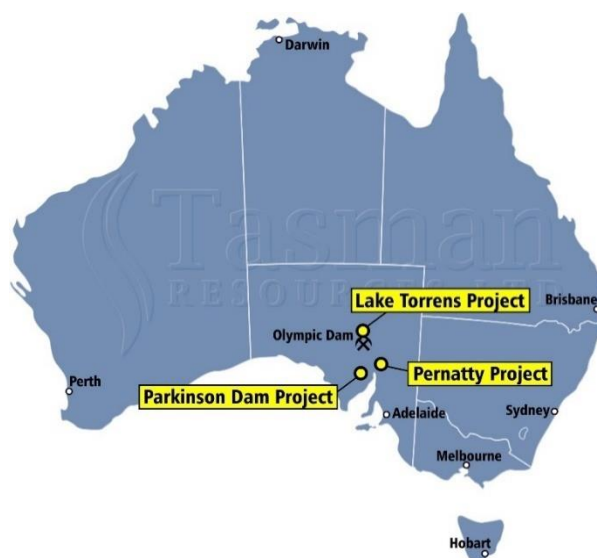 Darwin
Tasman
RESOURCES LTD
Lake Torrens Project
Brisbane
Olympic Dam
Pernatty Project
Parkinson Dam Project
Perth
Adelaide
Sydney
Melbourne
Hobart